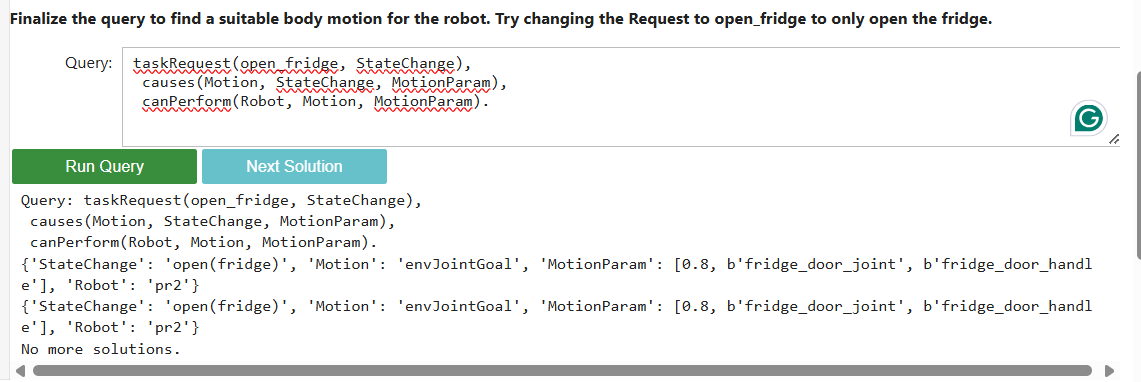 Finalize the query to find a suitable body motion for the robot. Try changing the Request to open_fridge to only open the fridge.
Query:
taskRequest(open_fridge, StateChange),
causes(Motion, StateChange, MotionParam),
canPerform(Robot, Motion, MotionParam).
Run Query
Next Solution
Query: taskRequest(open_fridge, StateChange),
causes(Motion, StateChange, MotionParam),
canPerform(Robot, Motion, MotionParam).
{'StateChange': 'open(fridge)', 'Motion': 'envJointGoal', 'MotionParam': [0.8, b'fridge_door_joint', b'fridge_door_handl
e'], 'Robot': 'pr2'}
{'StateChange': 'open(fridge)', 'Motion': 'envJointGoal', 'MotionParam': [0.8, b'fridge_door_joint', b'fridge_door_handl
e'], 'Robot': 'pr2'}
No more solutions.